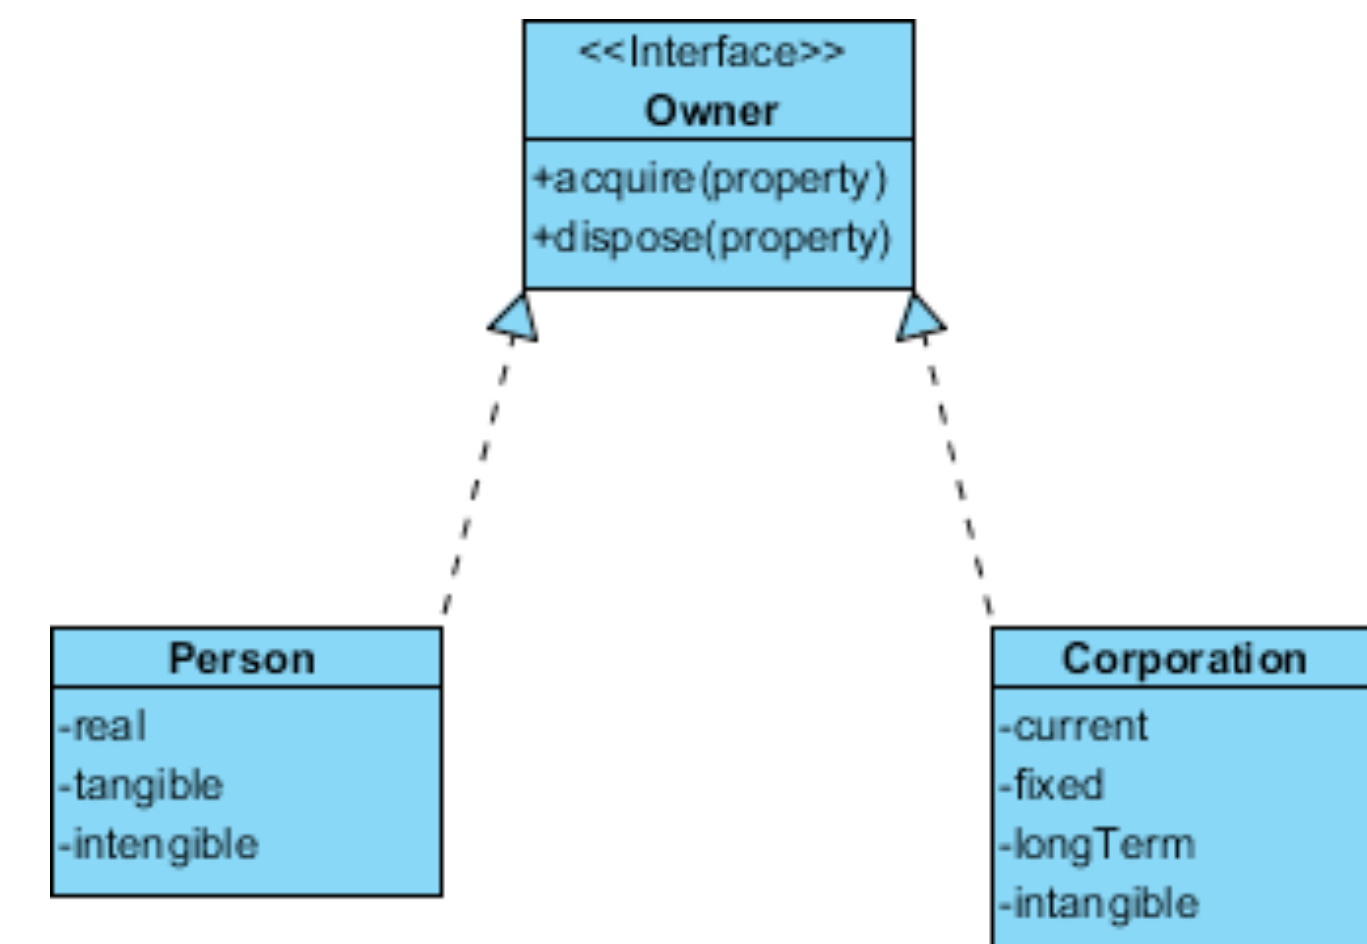 <<Interface>>
Owner
+acquire(property)
+dispose(property)
Person
-real
-tangible
-intengible
Corporation
-current
-fixed
-longTerm
-intangible